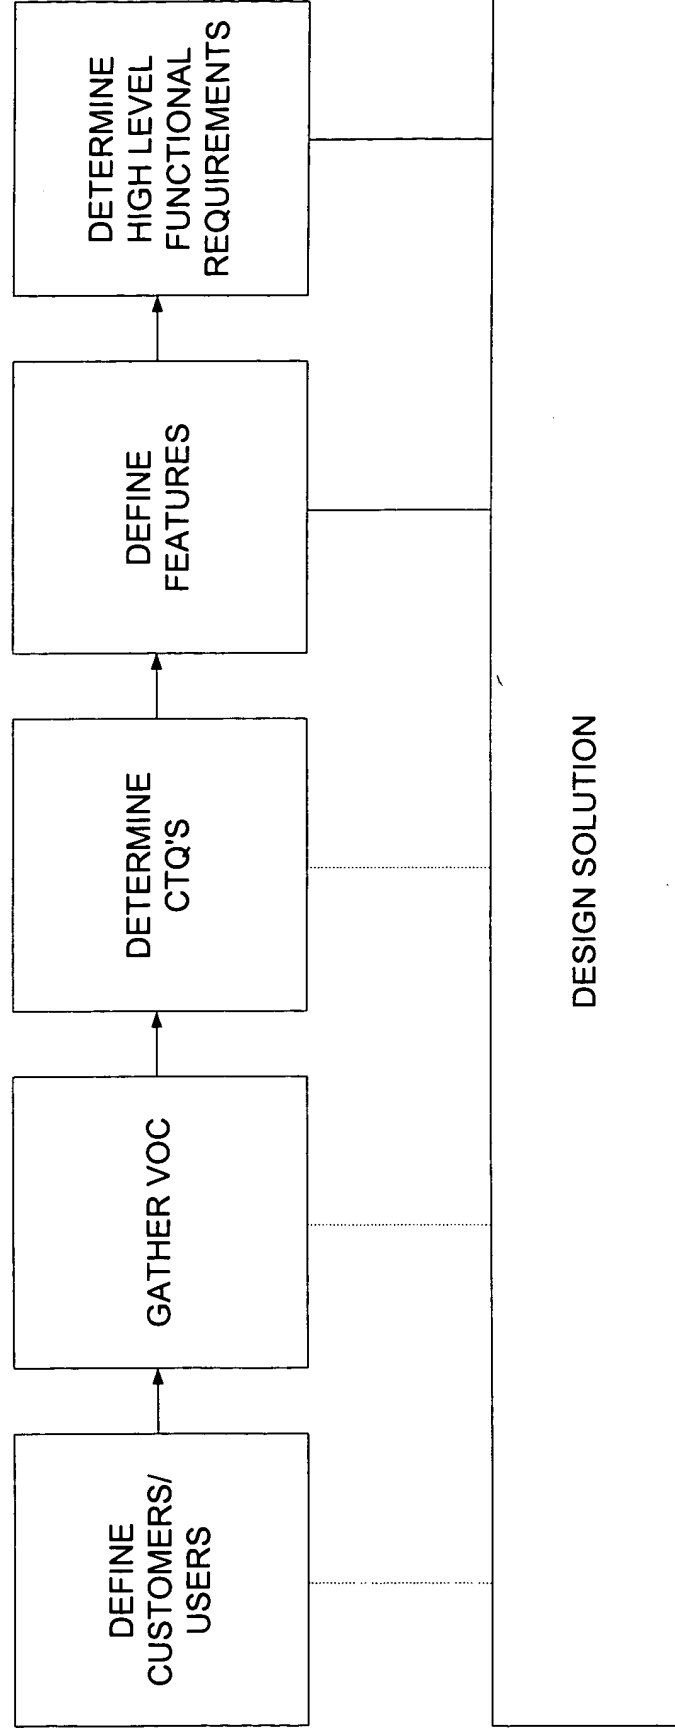 DEFINE
CUSTOMERS/
USERS
GATHER VOC
DETERMINE
CTQ'S
DEFINE
FEATURES
DETERMINE
HIGH LEVEL
FUNCTIONAL
REQUIREMENTS
DESIGN SOLUTION